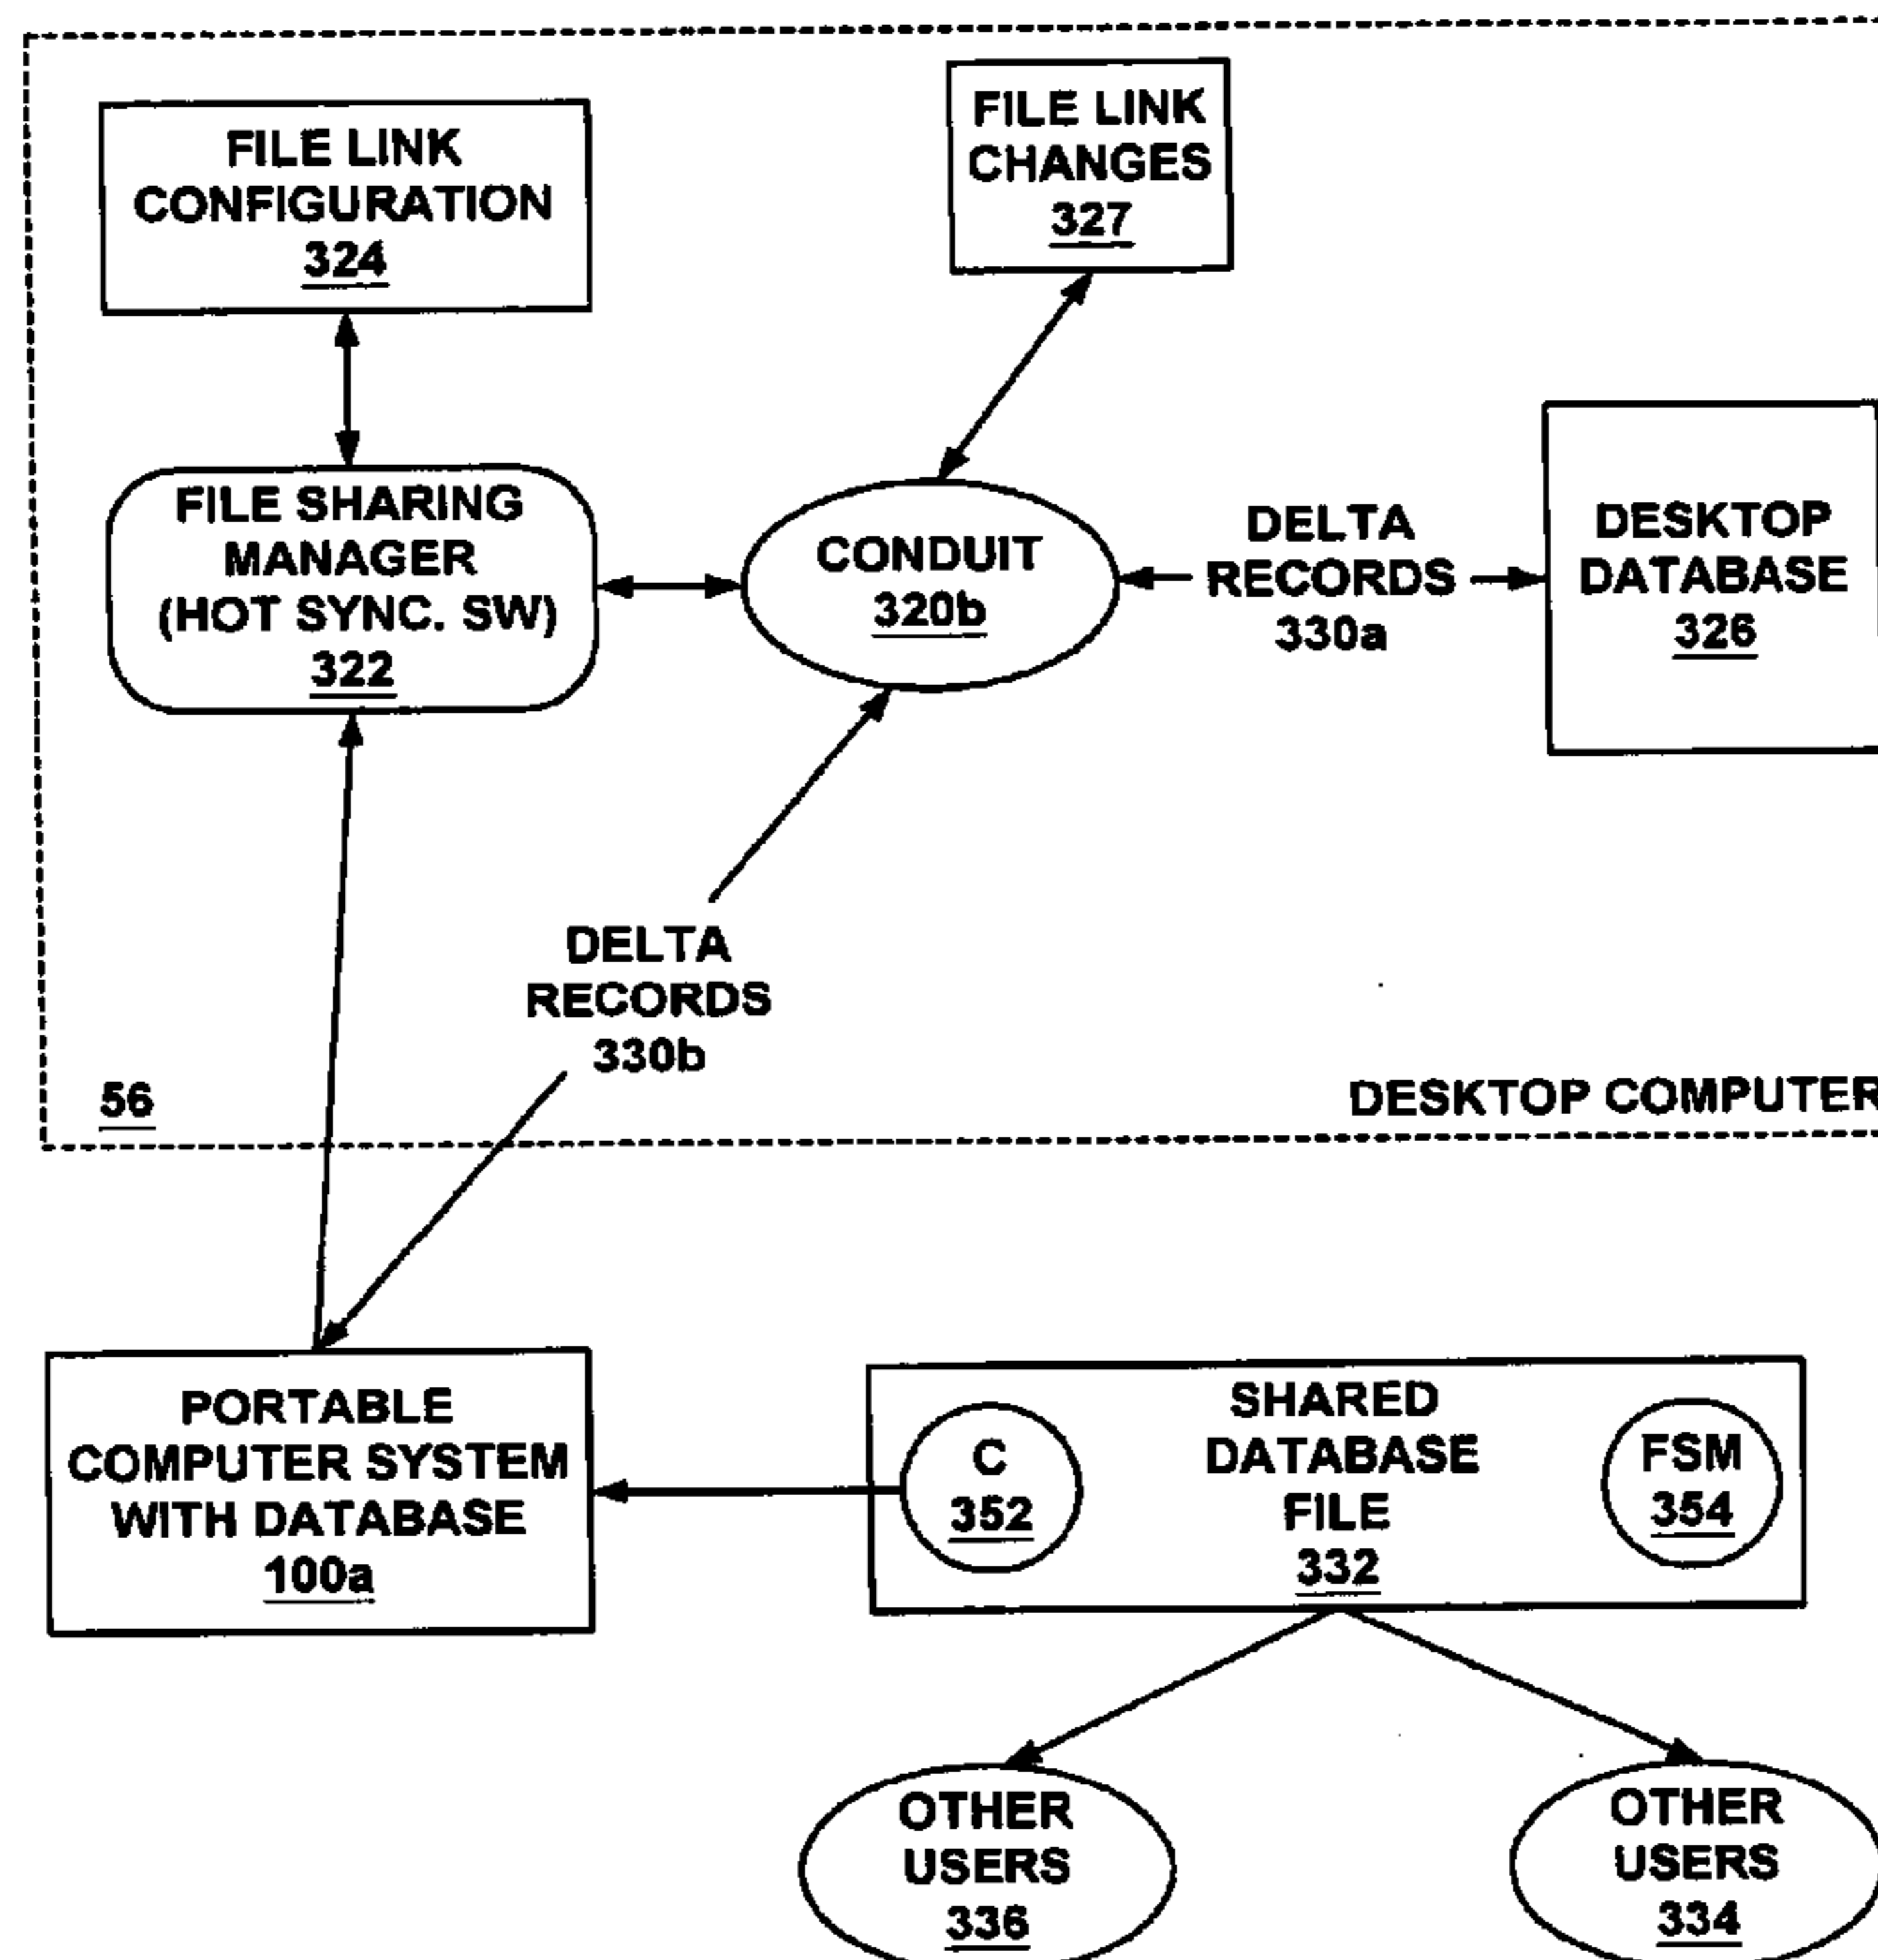 FILE LINK
CONFIGURATION
324
FILE LINK
CHANGES
327
FILE SHARING
MANAGER
(HOT SYNC. SW)
322
CONDUIT
320b
DELTA
RECORDS
330a
DESKTOP
DATABASE
326
DELTA
RECORDS
330b
56
DESKTOP COMPUTER
PORTABLE
COMPUTER SYSTEM
WITH DATABASE
100a
C
352
SHARED
DATABASE
FILE
332
FSM
354
OTHER
USERS
336
OTHER
USERS
334